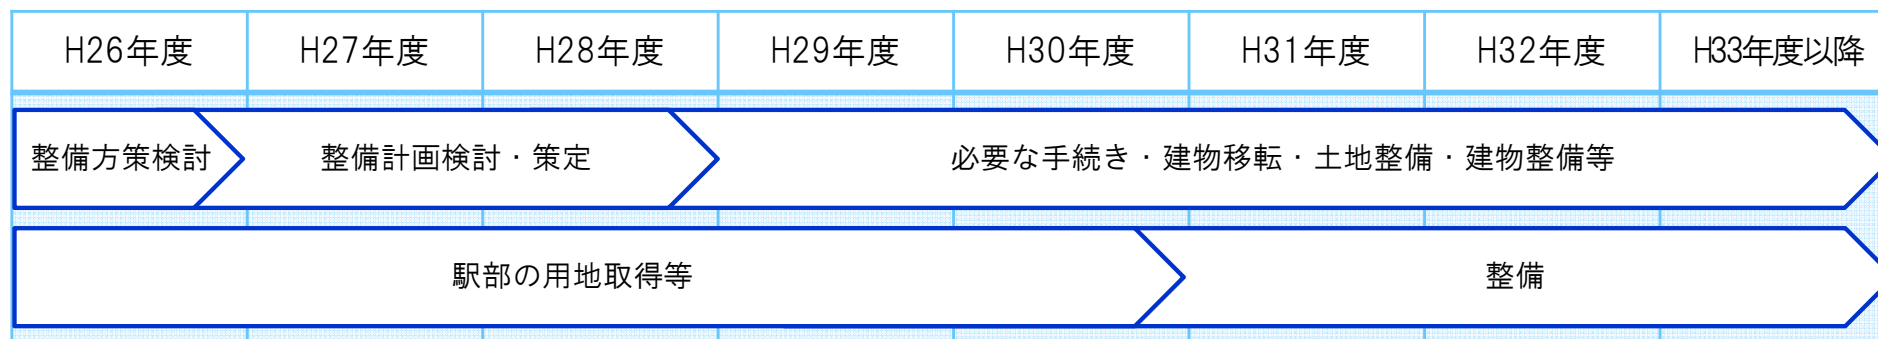 H26年度 H27年度 H28年度 H29年度 H30年度 H31年度 H32年度 H33年度以降
整備方策検討 整備計画検討・策定 必要な手続き・建物移転・土地整備・建物整備等
駅部の用地取得等 整備